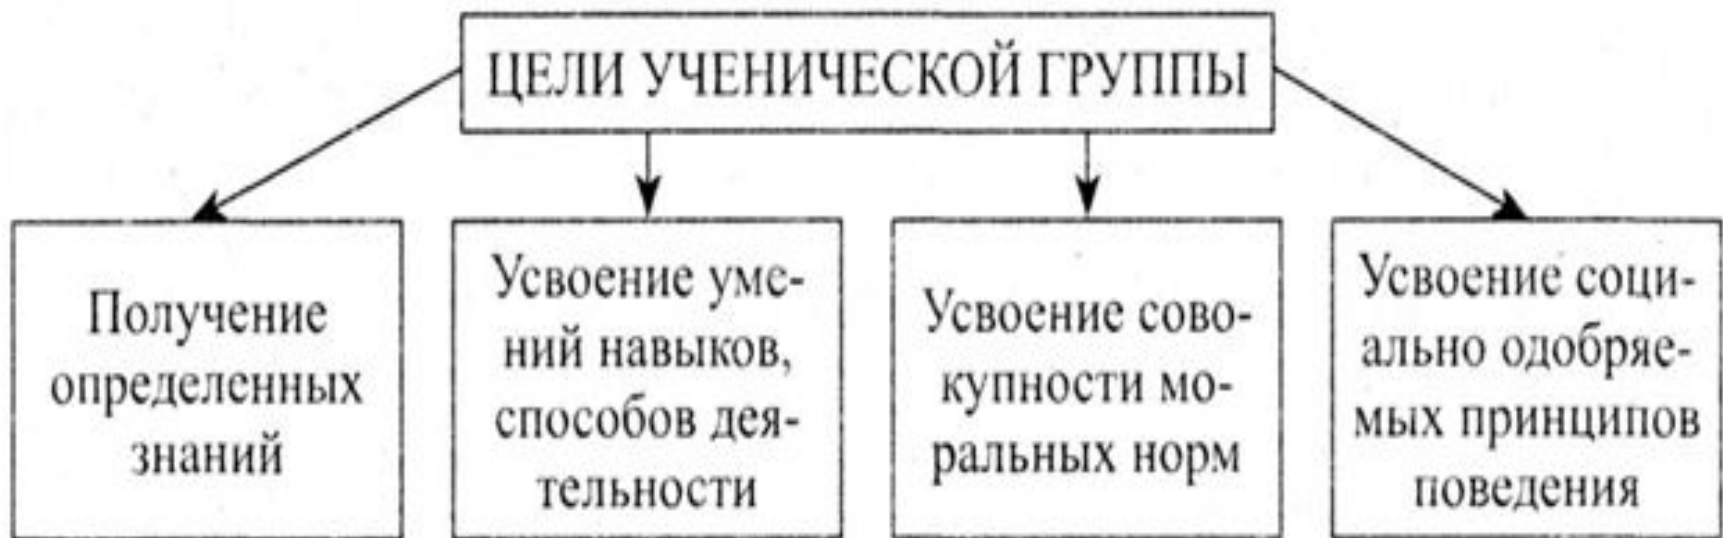 ЦЕЛИ УЧЕНИЧЕСКОЙ ГРУППЫ
Получение
определенных
знаний
Усвоение уме-
ний навыков,
способов дея-
тельности
Усвоение сово-
купности мо-
ральных норм
Усвоение соци-
ально одобряе-
мых принципов
поведения